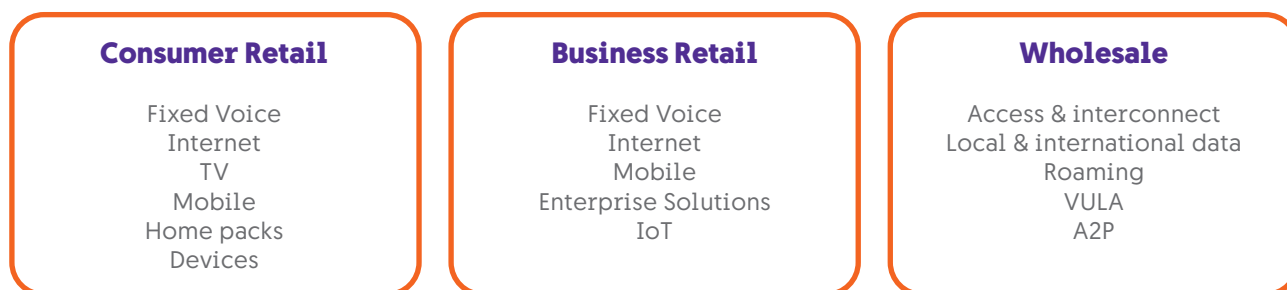 Consumer Retail
Fixed Voice
Internet
TV
Mobile
Home packs
Devices
Business Retail
Fixed Voice
Internet
Mobile
Enterprise Solutions
IoT
Wholesale
Access & interconnect
Local & international data
Roaming
VULA
A2P